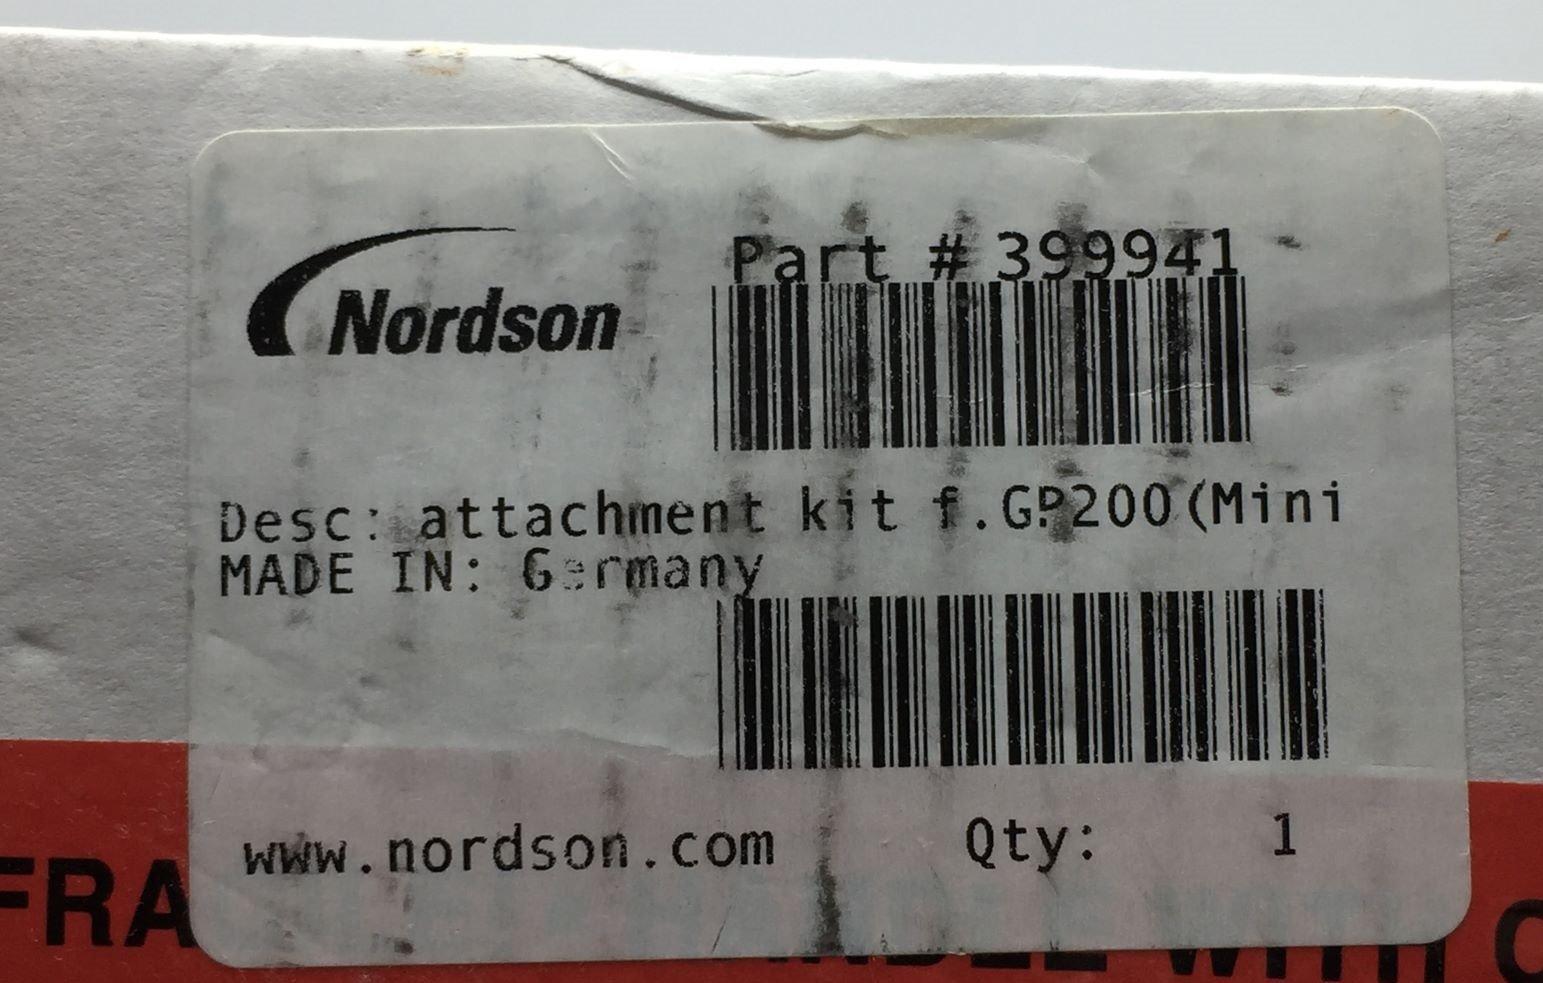 Part # 399941
Nordson
Desc: attachment kit f.GP200(Mini
MADE IN: Germany
www.nordson.com Qty: 1